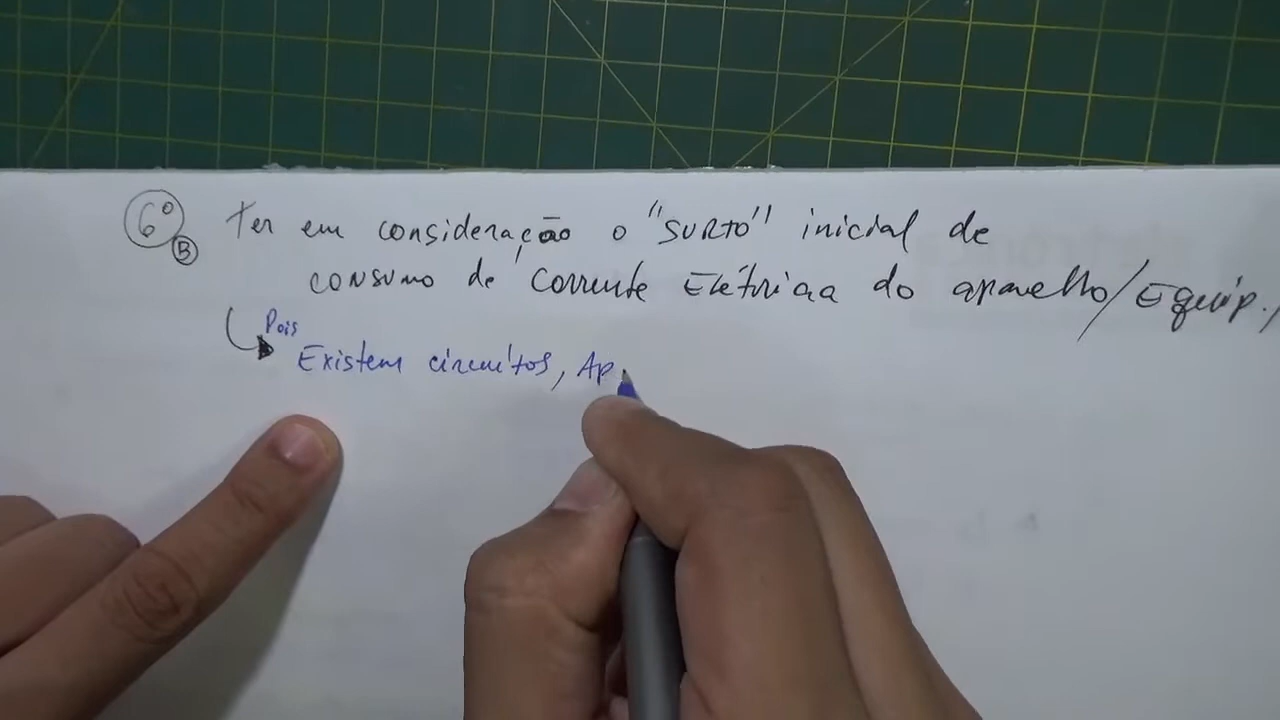 6º Ter em consideração o "SURTO" inicial de
B
consumo de corrente Elétrica do aparelho/Equip./
Pois
Existem circuitos, Ap